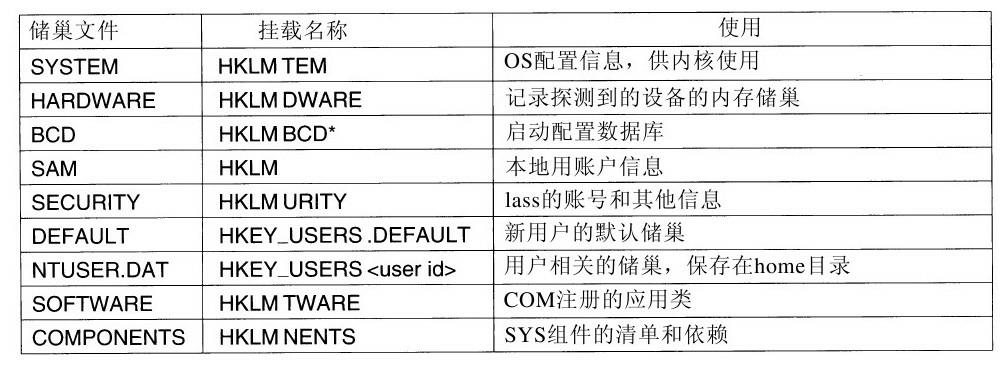 储巢文件 挂载名称 使用
SYSTEM HKLM TEM OS配置信息，供内核使用
HARDWARE HKLM DWARE 记录探测到的设备的内存储巢
BCD HKLM BCD* 启动配置数据库
SAM HKLM 本地用账户信息
SECURITY HKLM URITY lass的账号和其他信息
DEFAULT HKEY_USERS .DEFAULT 新用户的默认储巢
NTUSER.DAT HKEY_USERS <user id> 用户相关的储巢，保存在home目录
SOFTWARE HKLM TWARE COM注册的应用类
COMPONENTS HKLM NENTS SYS组件的清单和依赖